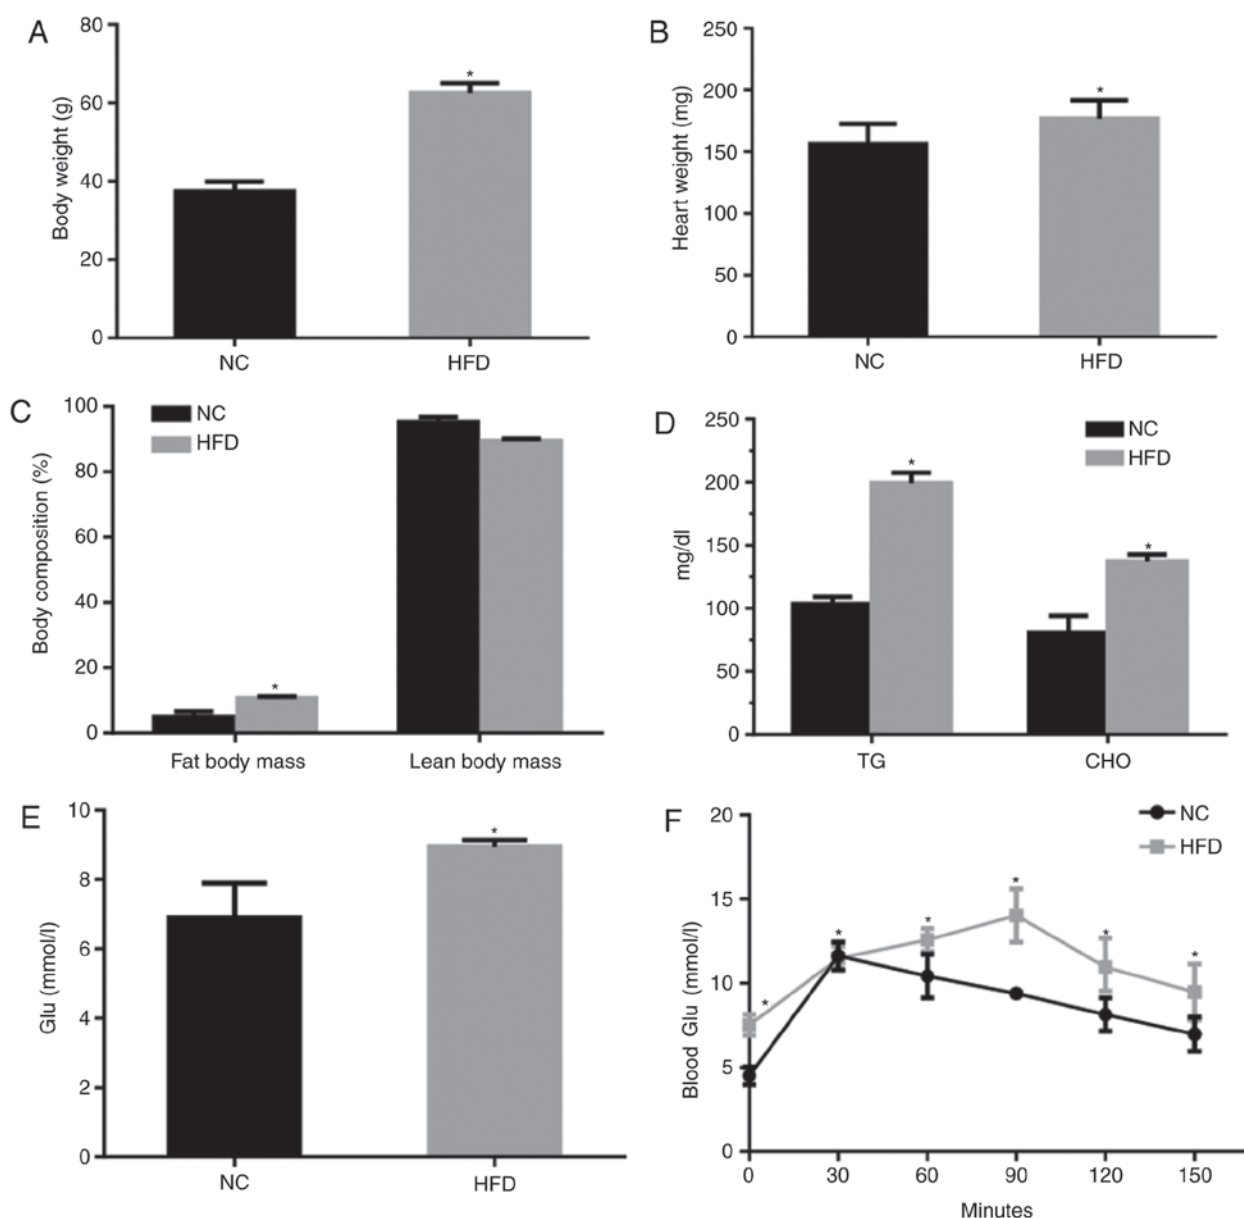 A
Body weight (g)
80
60
40
20
0
*
NC
HFD
B
Heart weight (mg)
250
200
150
100
50
0
*
NC
HFD
C
Body composition (%)
100
80
60
40
20
0
NC
HFD
*
Fat body mass
Lean body mass
D
mg/dl
250
200
150
100
50
0
NC
HFD
*
*
TG
CHO
E
Glu (mmol/l)
10
8
6
4
2
0
*
NC
HFD
F
Blood Glu (mmol/l)
20
15
10
5
0
NC
HFD
*
*
*
*
*
*
0
30
60
90
120
150
Minutes